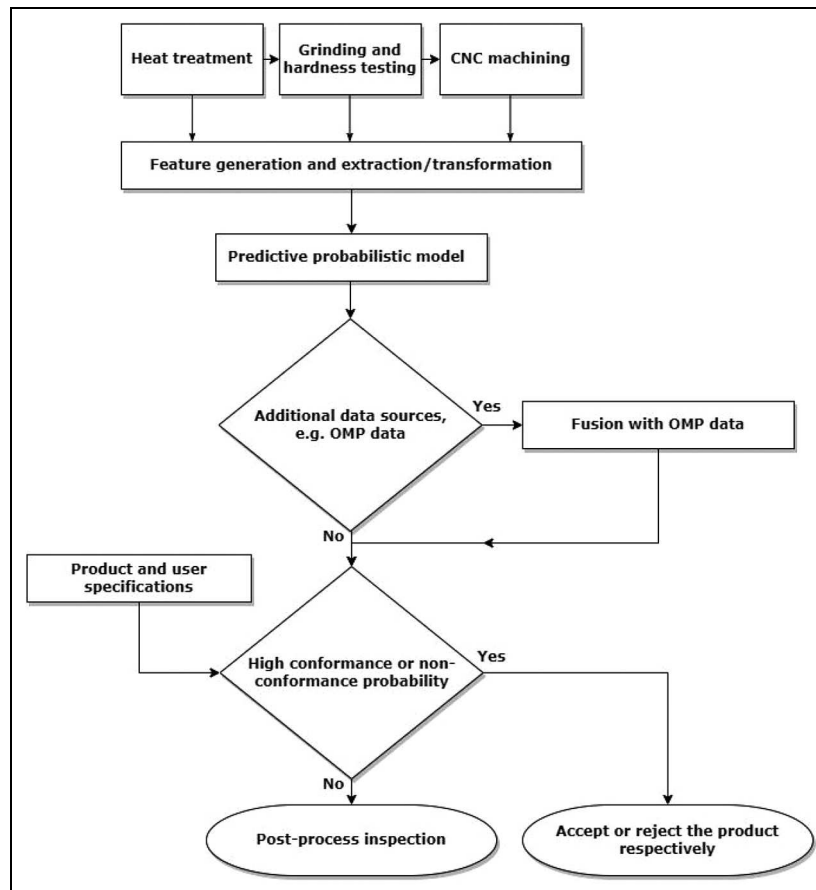 Heat treatment
Grinding and
hardness testing
CNC machining
Feature generation and extraction/transformation
Predictive probabilistic model
Additional data sources,
e.g. OMP data
Yes
Fusion with OMP data
No
Product and user
specifications
High conformance or non-
conformance probability
Yes
No
Post-process inspection
Accept or reject the product
respectively